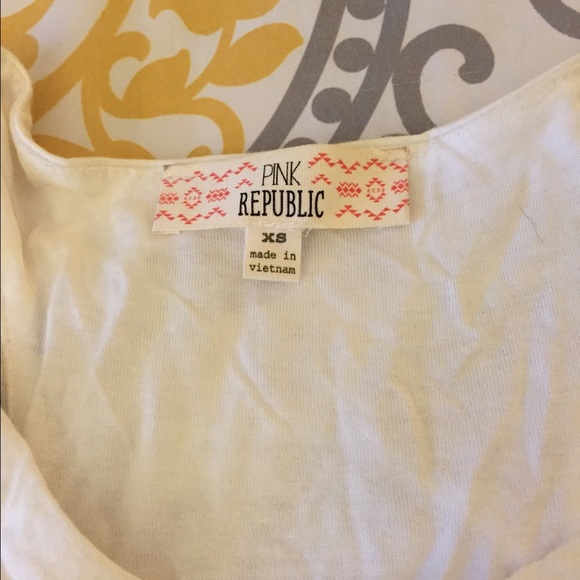 PINK
REPUBLIC
XS
made in
vietnam